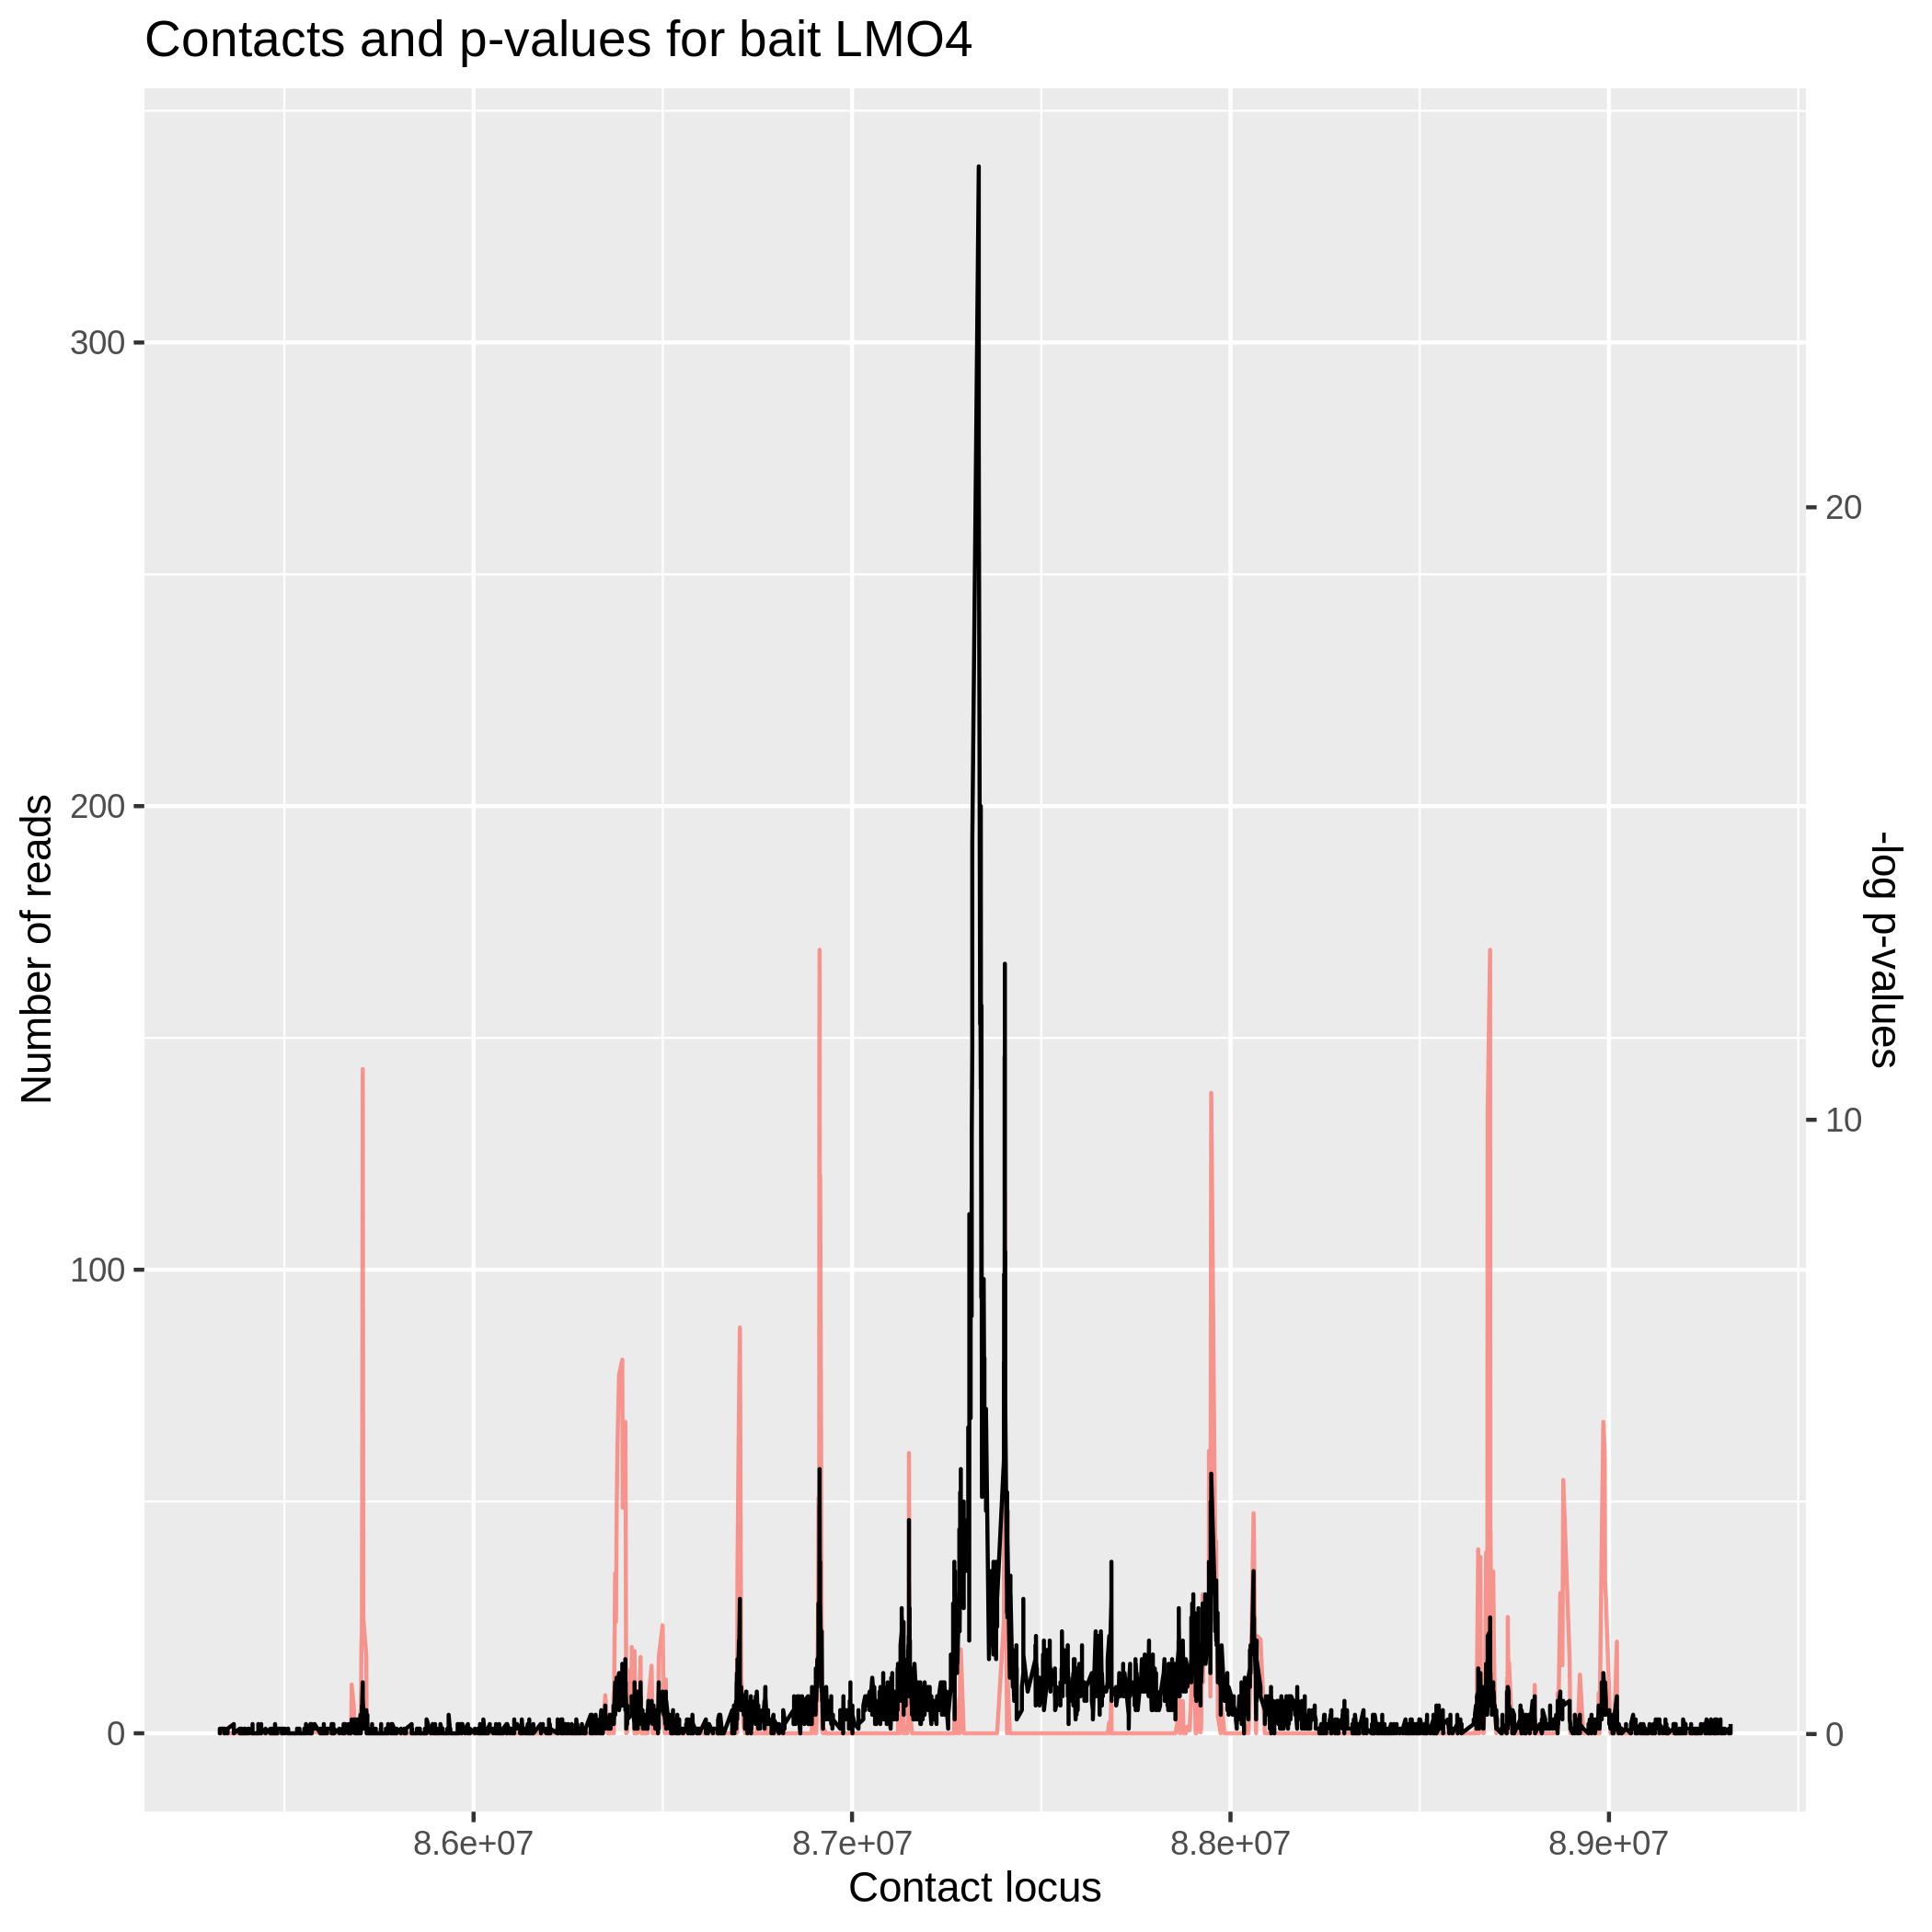 Contacts and p-values for bait LMO4
Number of reads
300
200
100
0
20
10
0
-log p-values
8.6e+07 8.7e+07 8.8e+07 8.9e+07
Contact locus